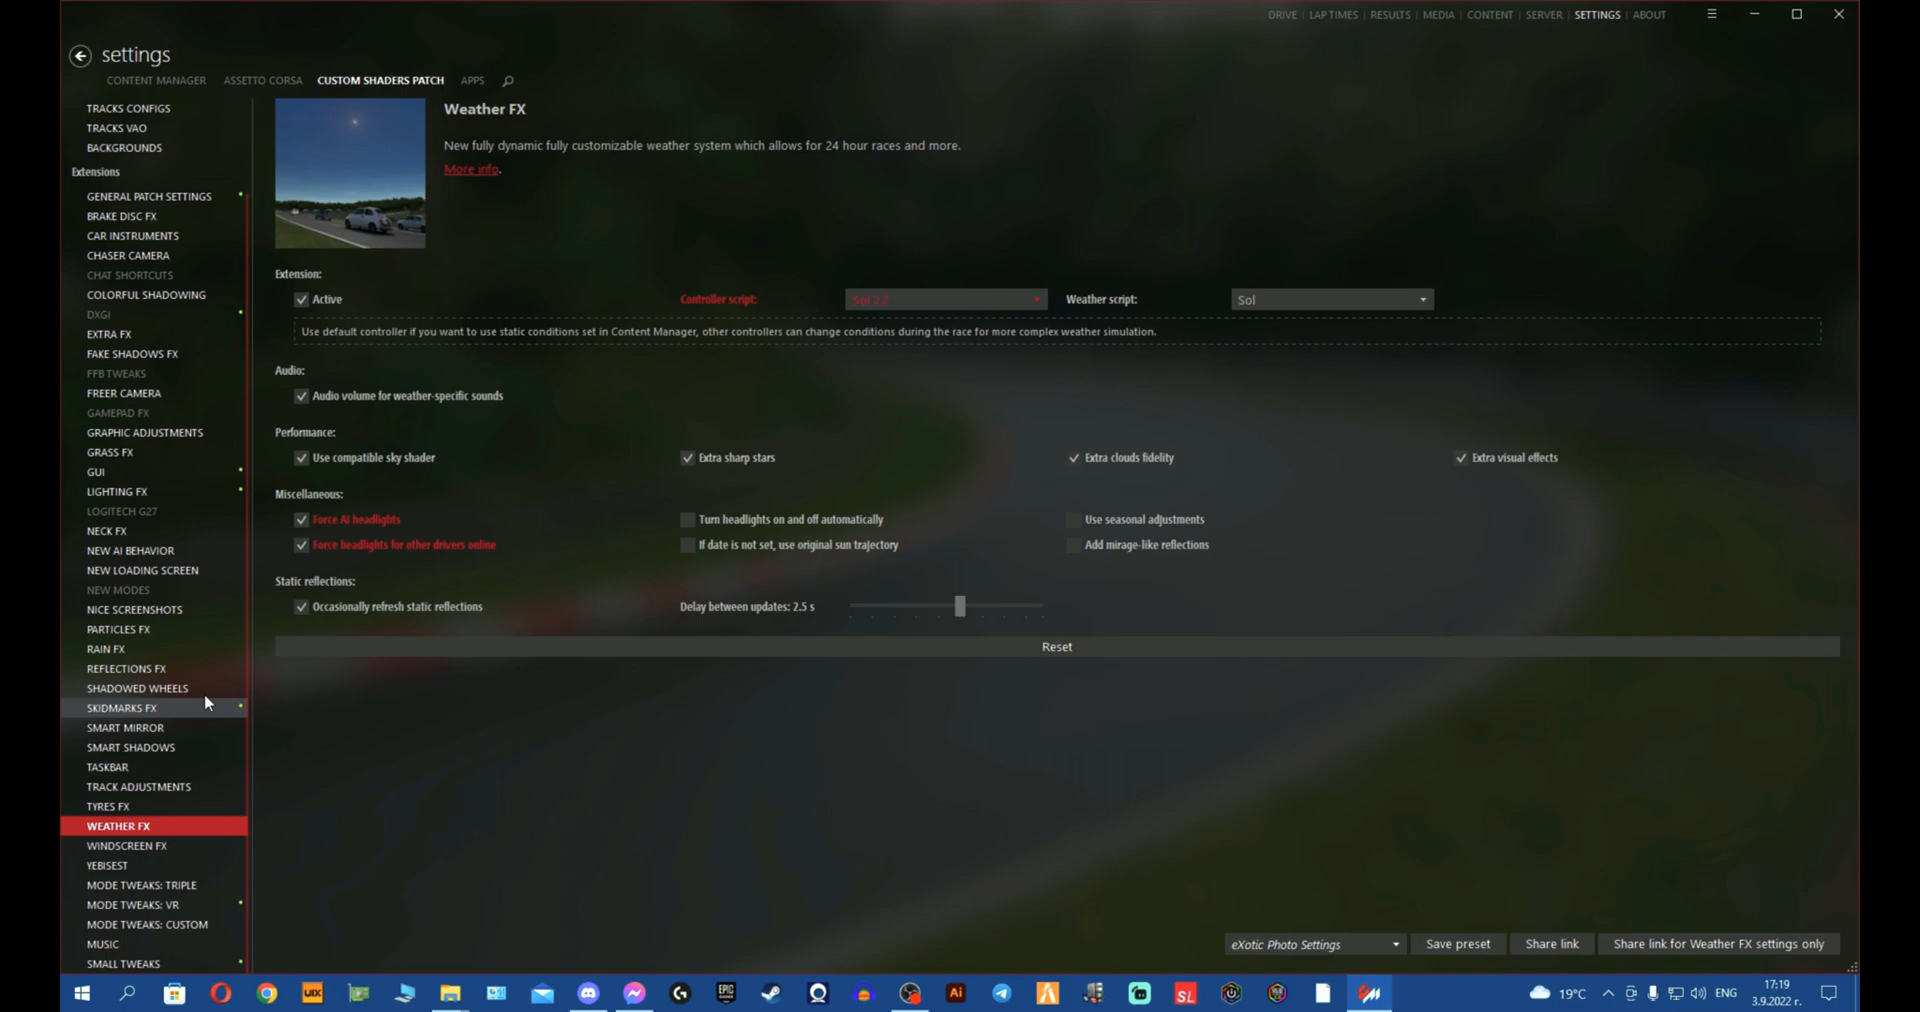 DRIVE | LAP TIMES | RESULTS | MEDIA | CONTENT | SERVER | SETTINGS | ABOUT
settings
CONTENT MANAGER ASSETTO CORSA CUSTOM SHADERS PATCH APPS
TRACKS CONFIGS
TRACKS VAO
BACKGROUNDS
Extensions
GENERAL PATCH SETTINGS
BRAKE DISC FX
CAR INSTRUMENTS
CHASER CAMERA
CHAT SHORTCUTS
COLORFUL SHADOWING
DXGI
EXTRA FX
FAKE SHADOWS FX
FFB TWEAKS
FREER CAMERA
GAMEPAD FX
GRAPHIC ADJUSTMENTS
GRASS FX
GUI
LIGHTING FX
LOGITECH G27
NECK FX
NEW AI BEHAVIOR
NEW LOADING SCREEN
NEW MODES
NICE SCREENSHOTS
PARTICLES FX
RAIN FX
REFLECTIONS FX
SHADOWED WHEELS
SKIDMARKS FX
SMART MIRROR
SMART SHADOWS
TASKBAR
TRACK ADJUSTMENTS
TYRES FX
WEATHER FX
WINDSCREEN FX
YEBISEST
MODE TWEAKS: TRIPLE
MODE TWEAKS: VR
MODE TWEAKS: CUSTOM
MUSIC
SMALL TWEAKS
Weather FX
New fully dynamic fully customizable weather system which allows for 24 hour races and more.
More info.
Extension:
Active Controller script: Sol 2.2 Weather script: Sol
Use default controller if you want to use static conditions set in Content Manager, other controllers can change conditions during the race for more complex weather simulation.
Audio:
Audio volume for weather-specific sounds
Performance:
Use compatible sky shader Extra sharp stars Extra clouds fidelity Extra visual effects
Miscellaneous:
Force AI headlights Turn headlights on and off automatically Use seasonal adjustments
Force headlights for other drivers online If date is not set, use original sun trajectory Add mirage-like reflections
Static reflections:
Occasionally refresh static reflections Delay between updates: 2.5 s
Reset
eXotic Photo Settings Save preset Share link Share link for Weather FX settings only
UIX EPIC GAMES Ai SL 19°C ENG 17:19
3.9.2022 г.